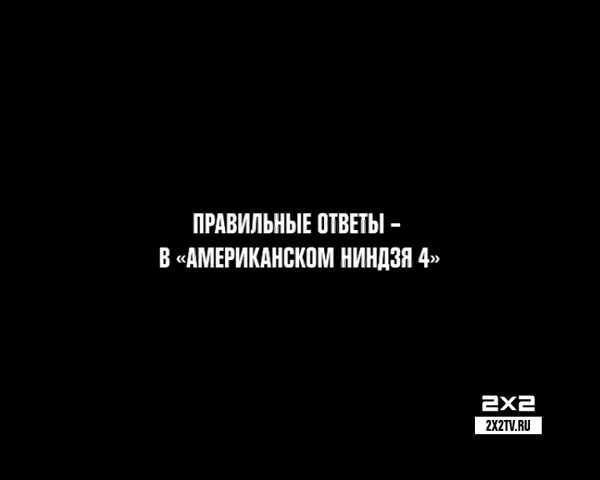 ПРАВИЛЬНЫЕ ОТВЕТЫ –
В «АМЕРИКАНСКОМ НИНДЗЯ 4»
2X2
2X2TV.RU